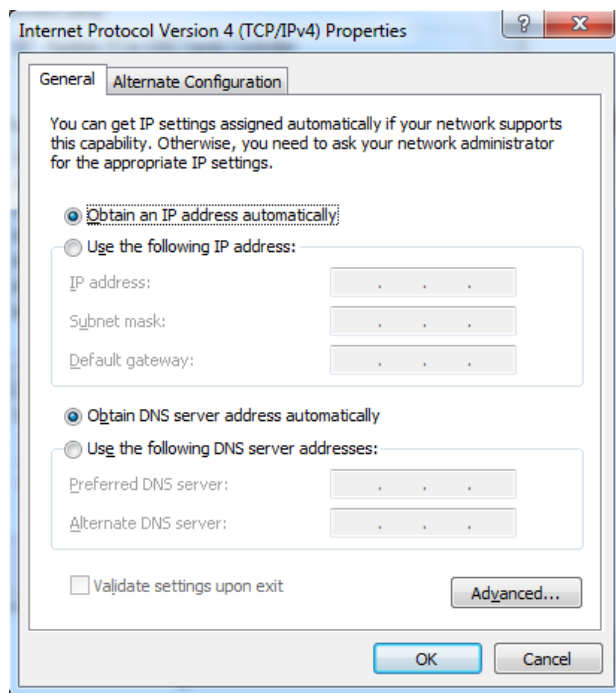 Internet Protocol Version 4 (TCP/IPv4) Properties
General
Alternate Configuration
You can get IP settings assigned automatically if your network supports
this capability. Otherwise, you need to ask your network administrator
for the appropriate IP settings.
Obtain an IP address automatically
Use the following IP address:
IP address:
Subnet mask:
Default gateway:
Obtain DNS server address automatically
Use the following DNS server addresses:
Preferred DNS server:
Alternate DNS server:
Validate settings upon exit
Advanced...
OK
Cancel